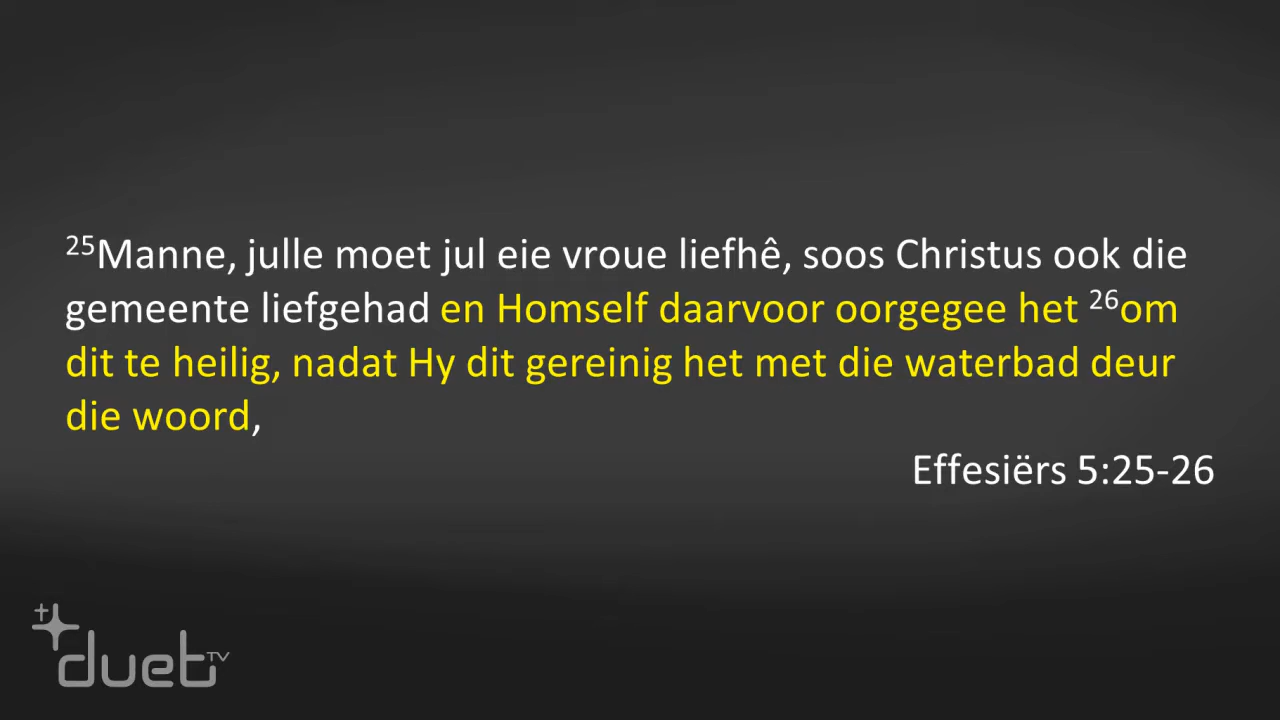 ²⁵Manne, julle moet jul eie vroue liefhê, soos Christus ook die
gemeente liefgehad en Homself daarvoor oorgegee het ²⁶om
dit te heilig, nadat Hy dit gereinig het met die waterbad deur
die woord,
Effesiërs 5:25-26
duet TV